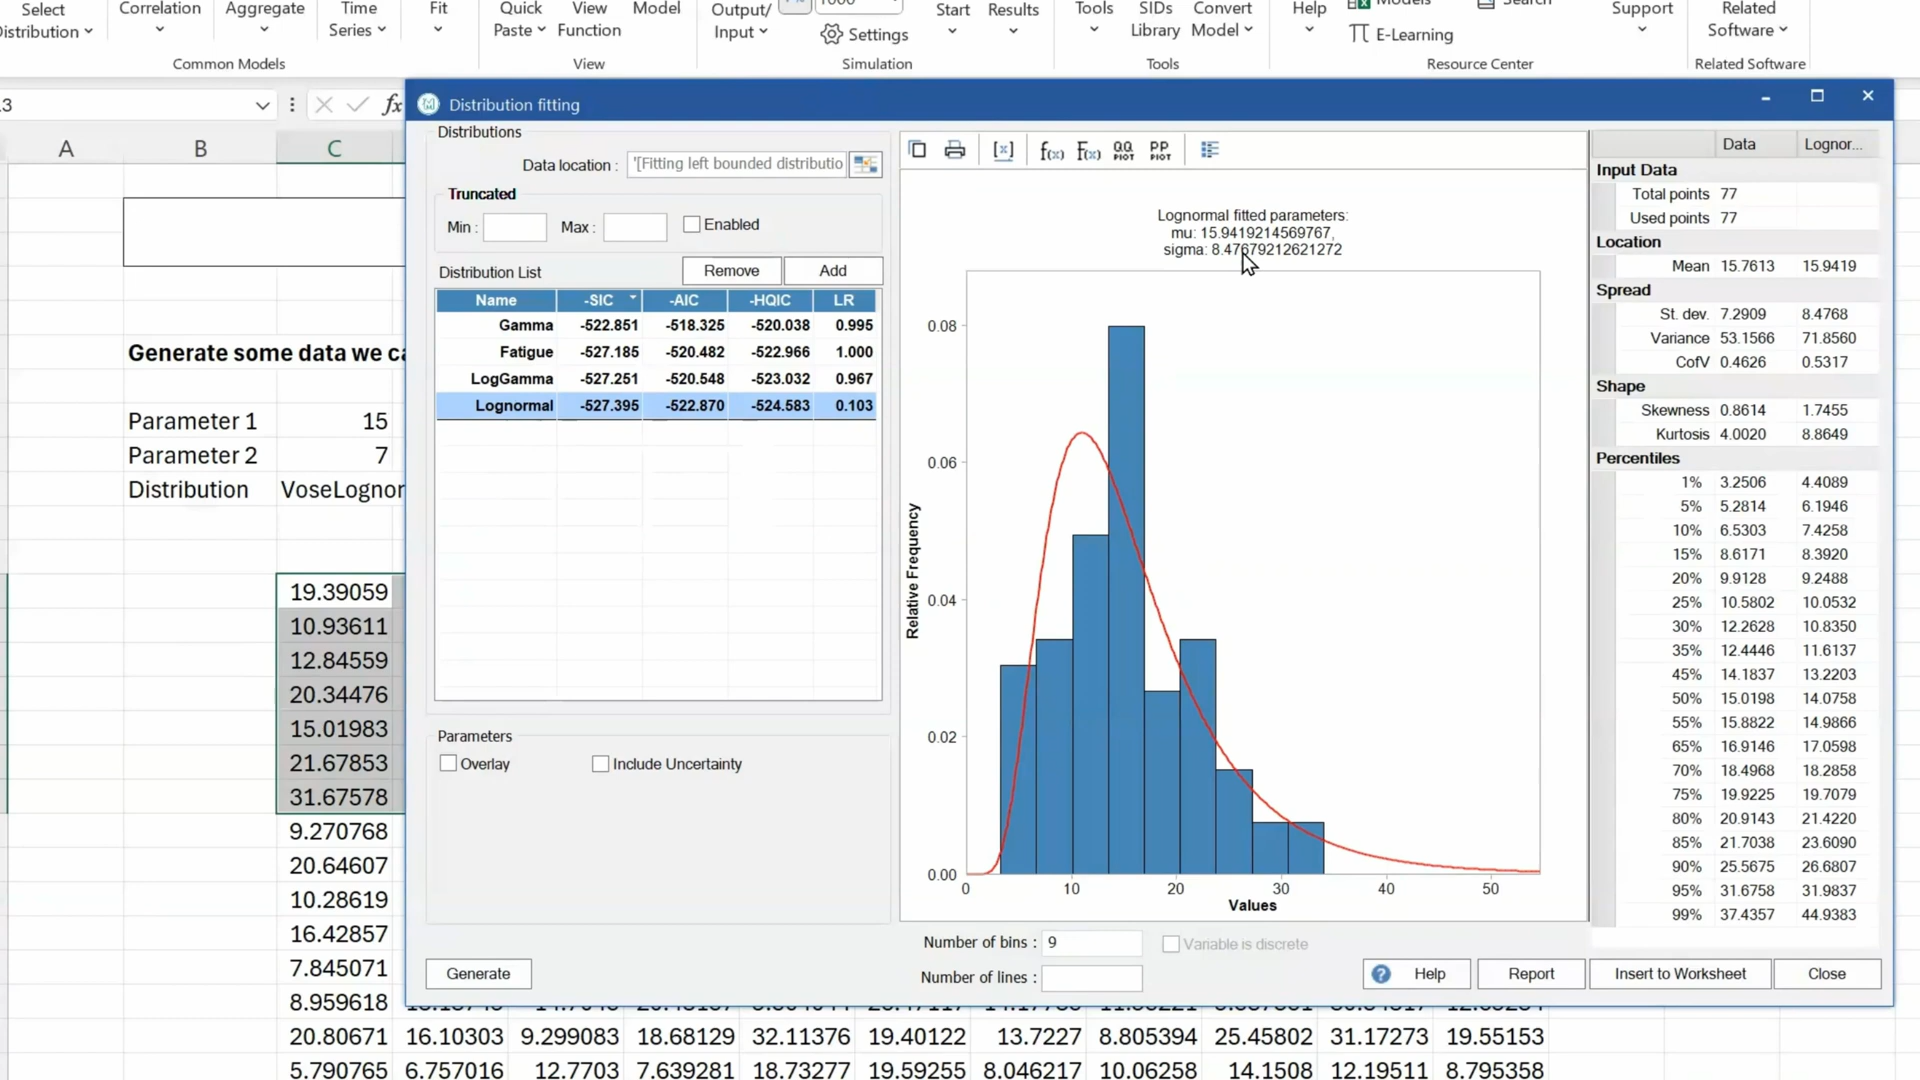 Select
Distribution
Correlation
Aggregate
Time
Series
Fit
Quick
Paste
View
Function
Model
Output/
Input
Settings
Start
Results
Tools
SIDs
Library
Convert
Model
Help
E-Learning
Support
Related
Software
Common Models
View
Simulation
Tools
Resource Center
Related Software
fx
Distribution fitting
A B C
Generate some data we ca
Parameter 1 15
Parameter 2 7
Distribution VoseLognor
19.39059
10.93611
12.84559
20.34476
15.01983
21.67853
31.67578
9.270768
20.64607
10.28619
16.42857
7.845071
8.959618
20.80671 16.10303 9.299083 18.68129 32.11376 19.40122 13.7227 8.805394 25.45802 31.17273 19.55153
5.790765 6.757016 12.7703 7.639281 18.73277 19.59255 8.046217 10.06258 14.1508 12.19511 8.795358
Distributions
Data location : '[Fitting left bounded distributio
Truncated
Min : Max : Enabled
Distribution List Remove Add
Name -SIC -AIC -HQIC LR
Gamma -522.851 -518.325 -520.038 0.995
Fatigue -527.185 -520.482 -522.966 1.000
LogGamma -527.251 -520.548 -523.032 0.967
Lognormal -527.395 -522.870 -524.583 0.103
Parameters
Overlay Include Uncertainty
Generate
[x] f(x) F(x) QQ PLOT PP PLOT
Lognormal fitted parameters:
mu: 15.9419214569767,
sigma: 8.47679212621272
Relative Frequency
0.08
0.06
0.04
0.02
0.00
0 10 20 30 40 50
Values
Number of bins : 9 Variable is discrete
Number of lines :
Data Lognor...
Input Data
Total points 77
Used points 77
Location
Mean 15.7613 15.9419
Spread
St. dev. 7.2909 8.4768
Variance 53.1566 71.8560
CofV 0.4626 0.5317
Shape
Skewness 0.8614 1.7455
Kurtosis 4.0020 8.8649
Percentiles
1% 3.2506 4.4089
5% 5.2814 6.1946
10% 6.5303 7.4258
15% 8.6171 8.3920
20% 9.9128 9.2488
25% 10.5802 10.0532
30% 12.2628 10.8350
35% 12.4446 11.6137
45% 14.1837 13.2203
50% 15.0198 14.0758
55% 15.8822 14.9866
65% 16.9146 17.0598
70% 18.4968 18.2858
75% 19.9225 19.7079
80% 20.9143 21.4220
85% 21.7038 23.6090
90% 25.5675 26.6807
95% 31.6758 31.9837
99% 37.4357 44.9383
Help Report Insert to Worksheet Close